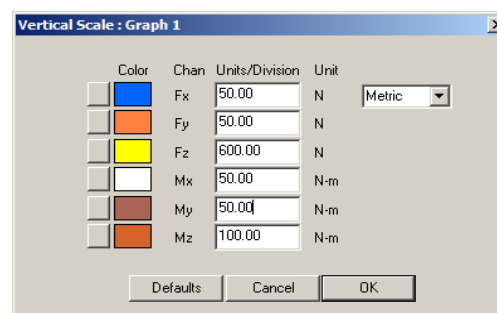 Vertical Scale : Graph 1
Color Chan Units/Division Unit
Fx 50.00 N Metric
Fy 50.00 N
Fz 600.00 N
Mx 50.00 N-m
My 50.00 N-m
Mz 100.00 N-m
Defaults Cancel OK